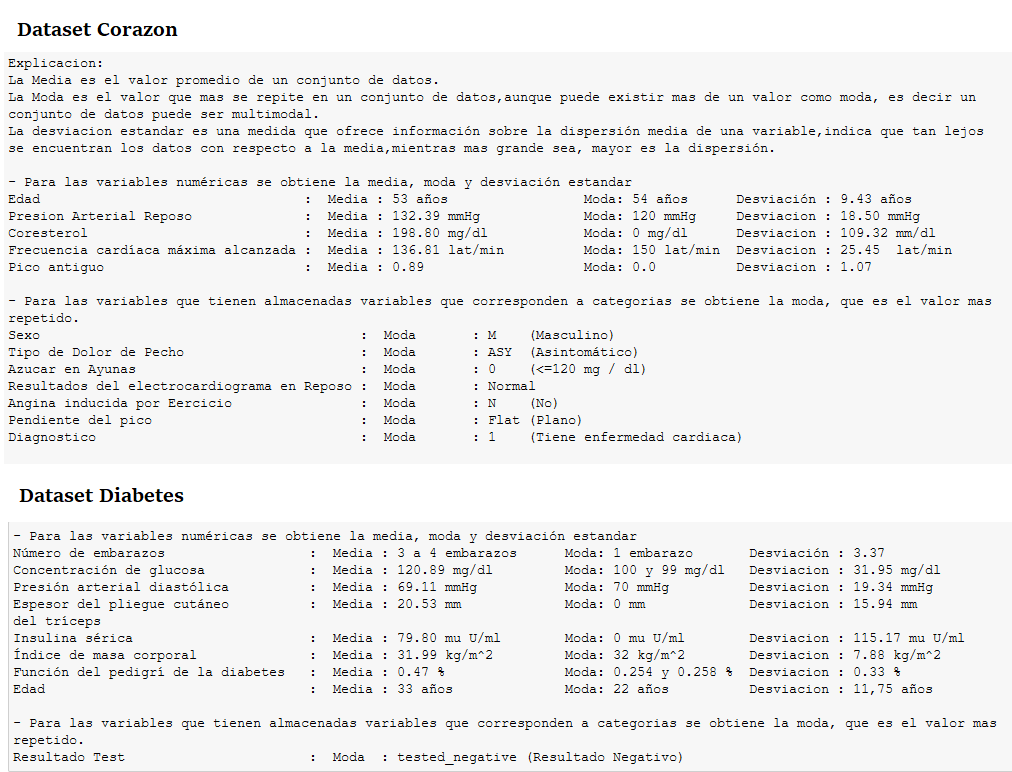 Dataset Corazon
Explicacion:
La Media es el valor promedio de un conjunto de datos.
La Moda es el valor que mas se repite en un conjunto de datos,aunque puede existir mas de un valor como moda, es decir un
conjunto de datos puede ser multimodal.
La desviacion estandar es una medida que ofrece información sobre la dispersión media de una variable,indica que tan lejos
se encuentran los datos con respecto a la media,mientras mas grande sea, mayor es la dispersión.
- Para las variables numéricas se obtiene la media, moda y desviación estandar
Edad : Media : 53 años Moda: 54 años Desviación : 9.43 años
Presion Arterial Reposo : Media : 132.39 mmHg Moda: 120 mmHg Desviacion : 18.50 mmHg
Coresterol : Media : 198.80 mg/dl Moda: 0 mg/dl Desviacion : 109.32 mm/dl
Frecuencia cardíaca máxima alcanzada : Media : 136.81 lat/min Moda: 150 lat/min Desviacion : 25.45 lat/min
Pico antiguo : Media : 0.89 Moda: 0.0 Desviacion : 1.07
- Para las variables que tienen almacenadas variables que corresponden a categorias se obtiene la moda, que es el valor mas
repetido.
Sexo : Moda : M (Masculino)
Tipo de Dolor de Pecho : Moda : ASY (Asintomático)
Azucar en Ayunas : Moda : 0 (<=120 mg / dl)
Resultados del electrocardiograma en Reposo : Moda : Normal
Angina inducida por Eercicio : Moda : N (No)
Pendiente del pico : Moda : Flat (Plano)
Diagnostico : Moda : 1 (Tiene enfermedad cardiaca)
Dataset Diabetes
- Para las variables numéricas se obtiene la media, moda y desviación estandar
Número de embarazos : Media : 3 a 4 embarazos Moda: 1 embarazo Desviación : 3.37
Concentración de glucosa : Media : 120.89 mg/dl Moda: 100 y 99 mg/dl Desviacion : 31.95 mg/dl
Presión arterial diastólica : Media : 69.11 mmHg Moda: 70 mmHg Desviacion : 19.34 mmHg
Espesor del pliegue cutáneo : Media : 20.53 mm Moda: 0 mm Desviacion : 15.94 mm
del tríceps
Insulina sérica : Media : 79.80 mu U/ml Moda: 0 mu U/ml Desviacion : 115.17 mu U/ml
Índice de masa corporal : Media : 31.99 kg/m^2 Moda: 32 kg/m^2 Desviacion : 7.88 kg/m^2
Función del pedigrí de la diabetes : Media : 0.47 % Moda: 0.254 y 0.258 % Desviacion : 0.33 %
Edad : Media : 33 años Moda: 22 años Desviacion : 11,75 años
- Para las variables que tienen almacenadas variables que corresponden a categorias se obtiene la moda, que es el valor mas
repetido.
Resultado Test : Moda : tested_negative (Resultado Negativo)